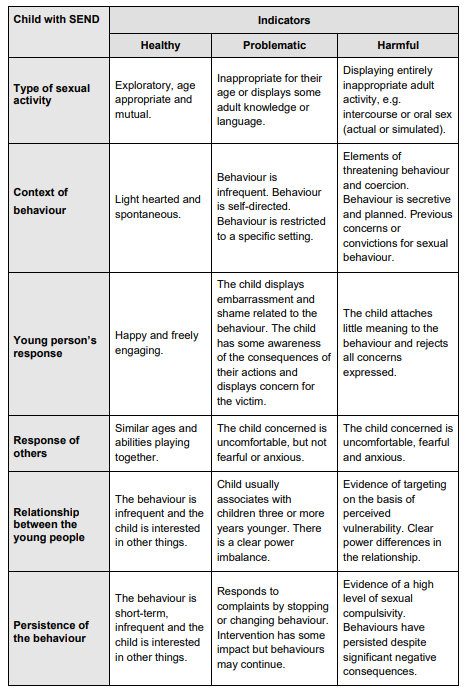 Child with SEND
Indicators
Healthy
Problematic
Harmful
Type of sexual
activity
Exploratory, age
appropriate and
mutual.
Inappropriate for their
age or displays some
adult knowledge or
language.
Displaying entirely
inappropriate adult
activity, e.g.
intercourse or oral sex
(actual or simulated).
Context of
behaviour
Light hearted and
spontaneous.
Behaviour is
infrequent. Behaviour
is self-directed.
Behaviour is restricted
to a specific setting.
Elements of
threatening behaviour
and coercion.
Behaviour is secretive
and planned. Previous
concerns or
convictions for sexual
behaviour.
Young person's
response
Happy and freely
engaging.
The child displays
embarrassment and
shame related to the
behaviour. The child
has some awareness
of the consequences of
their actions and
displays concern for
the victim.
The child attaches
little meaning to the
behaviour and rejects
all concerns
expressed.
Response of
others
Similar ages and
abilities playing
together.
The child concerned is
uncomfortable, but not
fearful or anxious.
The child concerned is
uncomfortable, fearful
and anxious.
Relationship
between the
young people
The behaviour is
infrequent and the
child is interested
in other things.
Child usually
associates with
children three or more
years younger. There
is a clear power
imbalance.
Evidence of targeting
on the basis of
perceived
vulnerability. Clear
power differences in
the relationship.
Persistence of
the behaviour
The behaviour is
short-term,
infrequent and the
child is interested
in other things.
Responds to
complaints by stopping
or changing behaviour.
Intervention has some
impact but behaviours
may continue.
Evidence of a high
level of sexual
compulsivity.
Behaviours have
persisted despite
significant negative
consequences.